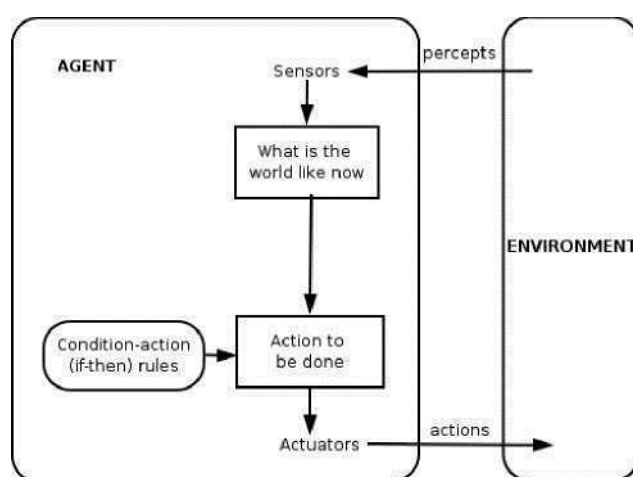 AGENT
Sensors
percepts
What is the
world like now
ENVIRONMENT
Condition-action
(if-then) rules
Action to
be done
Actuators
actions